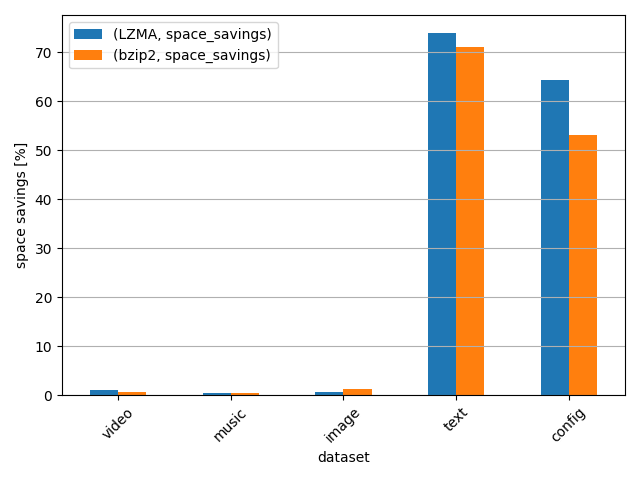 (LZMA, space_savings)
(bzip2, space_savings)
70
60
50
40
30
20
10
0
space savings [%]
video
music
image
text
config
dataset